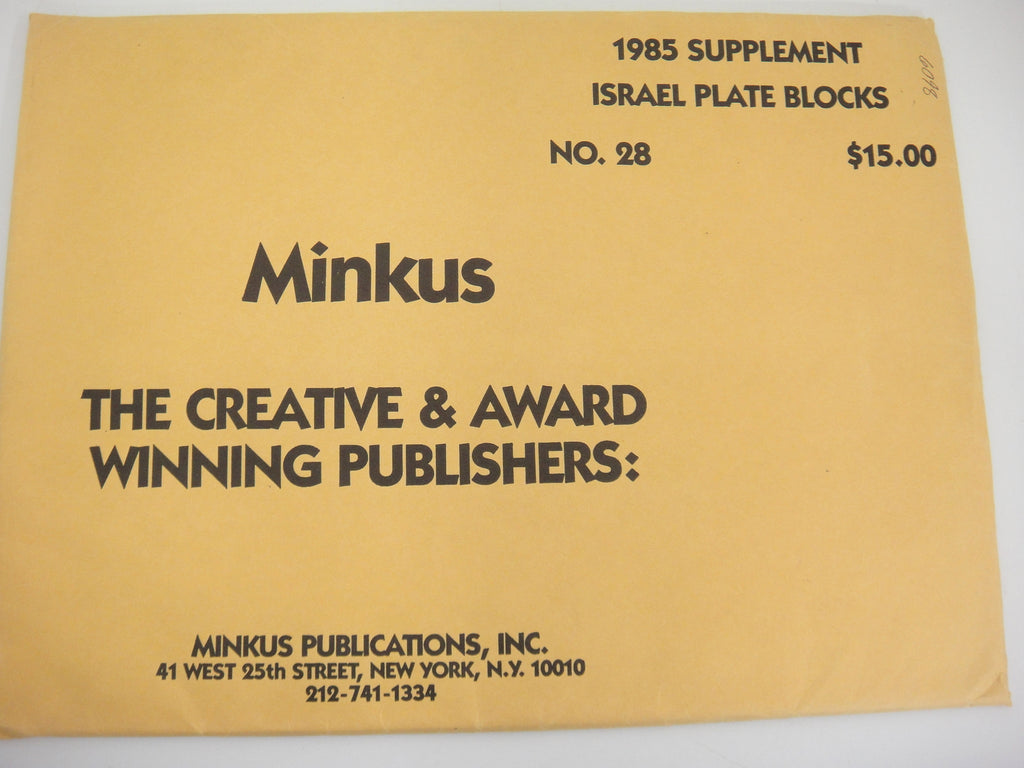 1985 SUPPLEMENT
ISRAEL PLATE BLOCKS
NO. 28 $15.00
Minkus
THE CREATIVE & AWARD
WINNING PUBLISHERS:
MINKUS PUBLICATIONS, INC.
41 WEST 25th STREET, NEW YORK, N.Y. 10010
212-741-1334